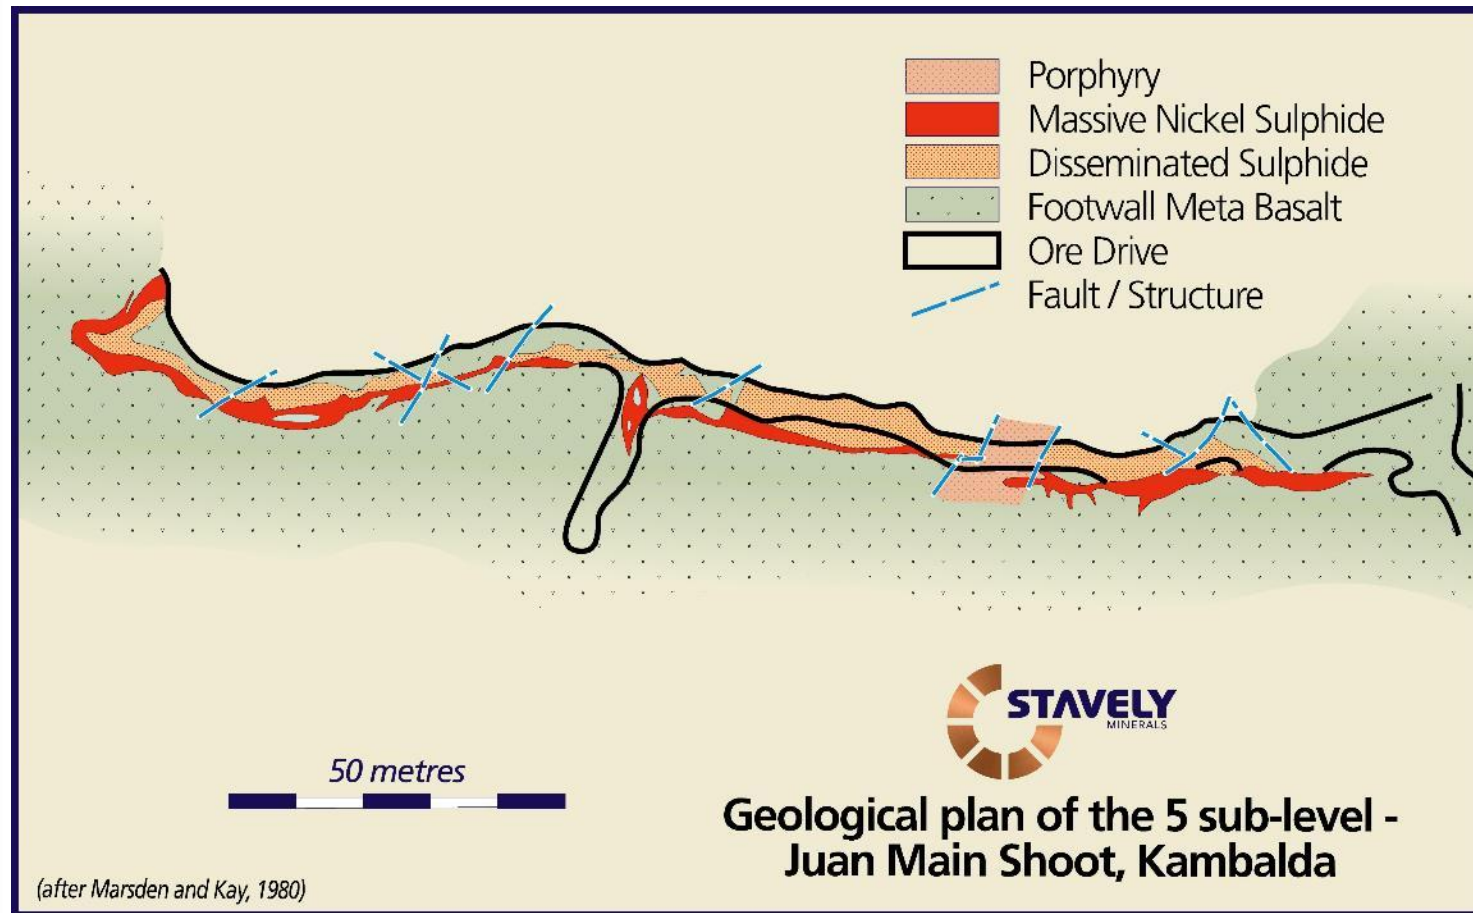 Porphyry
Massive Nickel Sulphide
Disseminated Sulphide
Footwall Meta Basalt
Ore Drive
Fault / Structure
STAVELY
MINERALS
50 metres
Geological plan of the 5 sub-level -
Juan Main Shoot, Kambalda
(after Marsden and Kay, 1980)